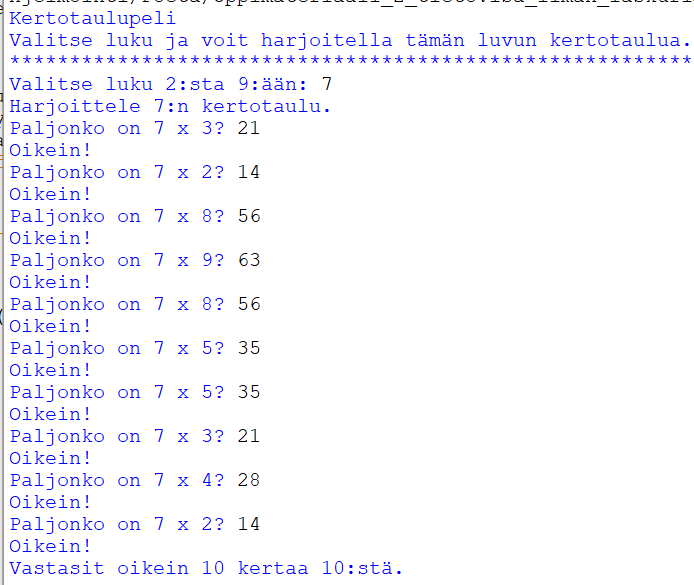 Kertotaulupeli
Valitse luku ja voit harjoitella tämän luvun kertotaulua.
*********************************************************
Valitse luku 2:sta 9:ään: 7
Harjoittele 7:n kertotaulu.
Paljonko on 7 x 3? 21
Oikein!
Paljonko on 7 x 2? 14
Oikein!
Paljonko on 7 x 8? 56
Oikein!
Paljonko on 7 x 9? 63
Oikein!
Paljonko on 7 x 8? 56
Oikein!
Paljonko on 7 x 5? 35
Oikein!
Paljonko on 7 x 5? 35
Oikein!
Paljonko on 7 x 3? 21
Oikein!
Paljonko on 7 x 4? 28
Oikein!
Paljonko on 7 x 2? 14
Oikein!
Vastasit oikein 10 kertaa 10:stä.